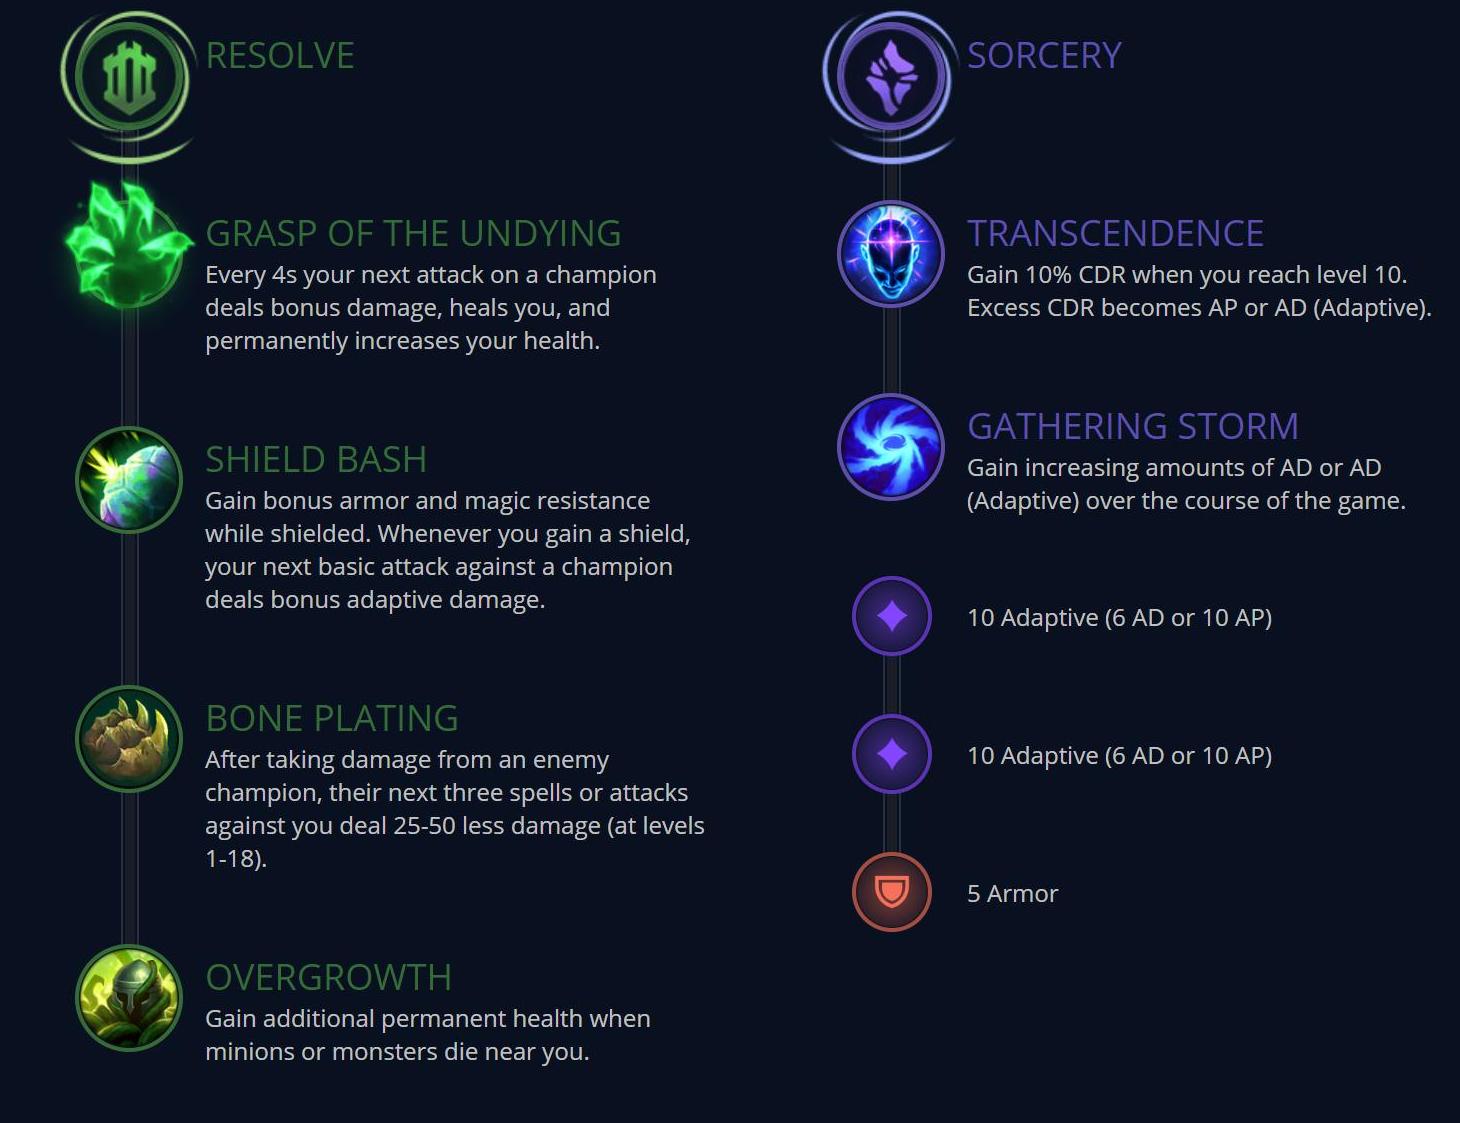 RESOLVE
GRASP OF THE UNDYING
Every 4s your next attack on a champion
deals bonus damage, heals you, and
permanently increases your health.
SHIELD BASH
Gain bonus armor and magic resistance
while shielded. Whenever you gain a shield,
your next basic attack against a champion
deals bonus adaptive damage.
BONE PLATING
After taking damage from an enemy
champion, their next three spells or attacks
against you deal 25-50 less damage (at levels
1-18).
OVERGROWTH
Gain additional permanent health when
minions or monsters die near you.
SORCERY
TRANSCENDENCE
Gain 10% CDR when you reach level 10.
Excess CDR becomes AP or AD (Adaptive).
GATHERING STORM
Gain increasing amounts of AD or AD
(Adaptive) over the course of the game.
10 Adaptive (6 AD or 10 AP)
10 Adaptive (6 AD or 10 AP)
5 Armor